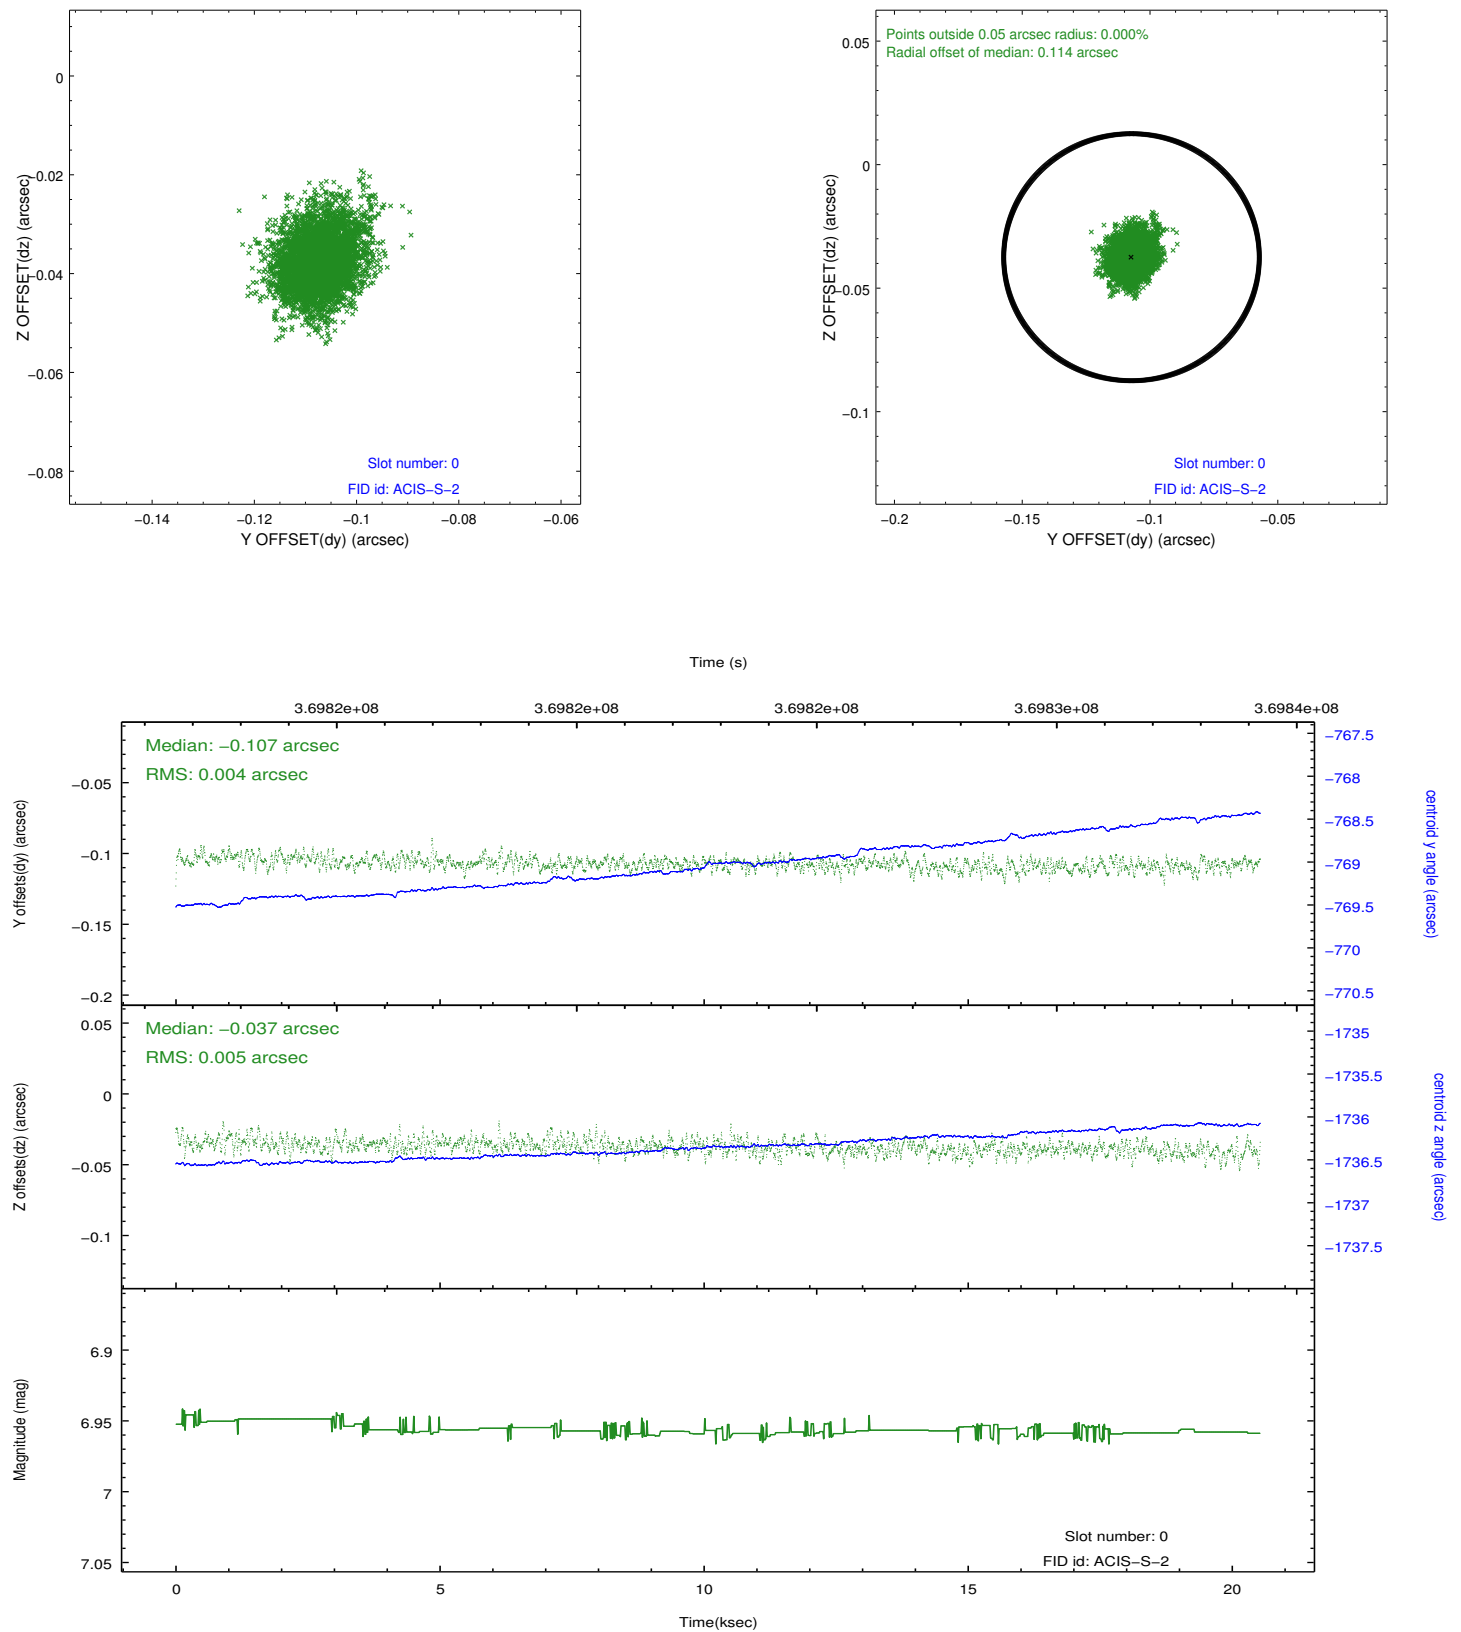 0
−0.02
−0.04
−0.06
−0.08
Z OFFSET(dz) (arcsec)
Slot number: 0
FID id: ACIS−S−2
−0.14
−0.12
−0.1
−0.08
−0.06
Y OFFSET(dy) (arcsec)
Points outside 0.05 arcsec radius: 0.000%
Radial offset of median: 0.114 arcsec
0.05
0
−0.05
−0.1
Z OFFSET(dz) (arcsec)
Slot number: 0
FID id: ACIS−S−2
−0.2
−0.15
−0.1
−0.05
Y OFFSET(dy) (arcsec)
Time (s)
3.6982e+08
3.6982e+08
3.6982e+08
3.6983e+08
3.6984e+08
Median: −0.107 arcsec
RMS: 0.004 arcsec
−0.05
−0.1
−0.15
−0.2
Y offsets(dy) (arcsec)
−767.5
−768
−768.5
−769
−769.5
−770
−770.5
centroid y angle (arcsec)
Median: −0.037 arcsec
RMS: 0.005 arcsec
0.05
0
−0.05
−0.1
Z offsets(dz) (arcsec)
−1735
−1735.5
−1736
−1736.5
−1737
−1737.5
centroid z angle (arcsec)
6.9
6.95
7
7.05
Magnitude (mag)
Slot number: 0
FID id: ACIS−S−2
0
5
10
15
20
Time(ksec)